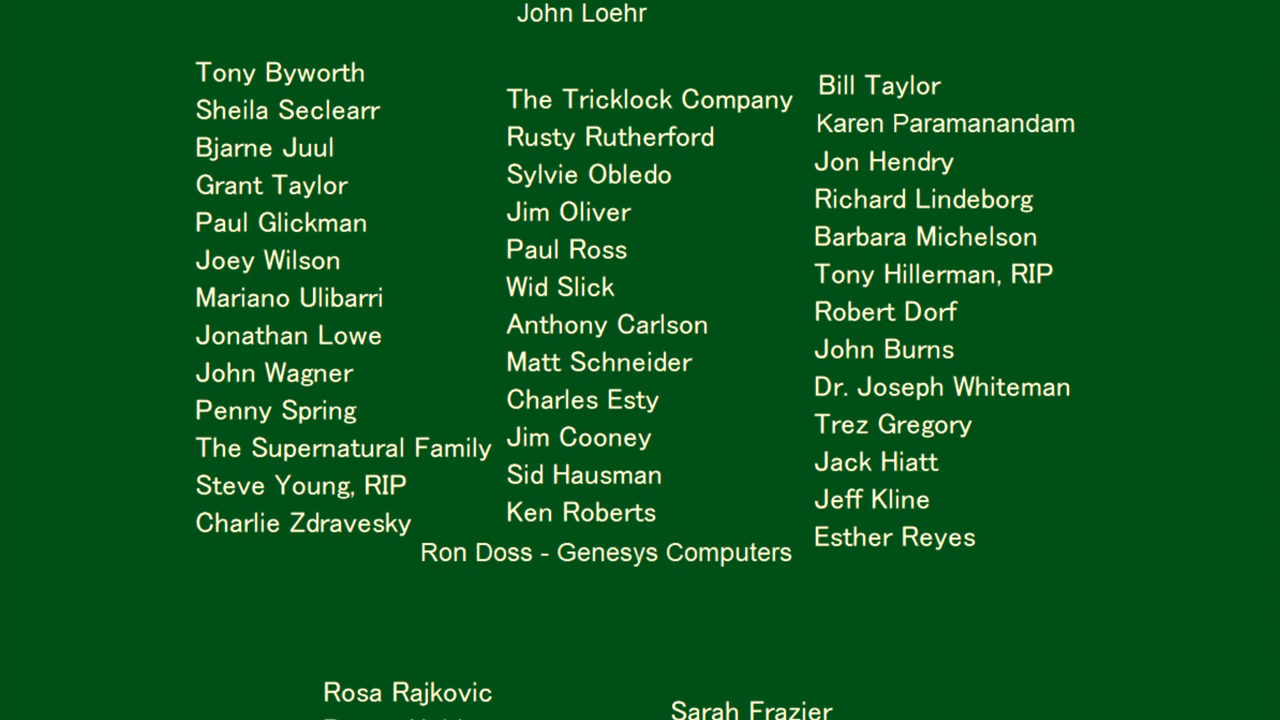 John Loehr
Tony Byworth
Sheila Seclearr
Bjarne Juul
Grant Taylor
Paul Glickman
Joey Wilson
Mariano Ulibarri
Jonathan Lowe
John Wagner
Penny Spring
The Supernatural Family
Steve Young, RIP
Charlie Zdravesky
The Tricklock Company
Rusty Rutherford
Sylvie Obledo
Jim Oliver
Paul Ross
Wid Slick
Anthony Carlson
Matt Schneider
Charles Esty
Jim Cooney
Sid Hausman
Ken Roberts
Bill Taylor
Karen Paramanandam
Jon Hendry
Richard Lindeborg
Barbara Michelson
Tony Hillerman, RIP
Robert Dorf
John Burns
Dr. Joseph Whiteman
Trez Gregory
Jack Hiatt
Jeff Kline
Esther Reyes
Ron Doss - Genesys Computers
Rosa Rajkovic
Sarah Frazier